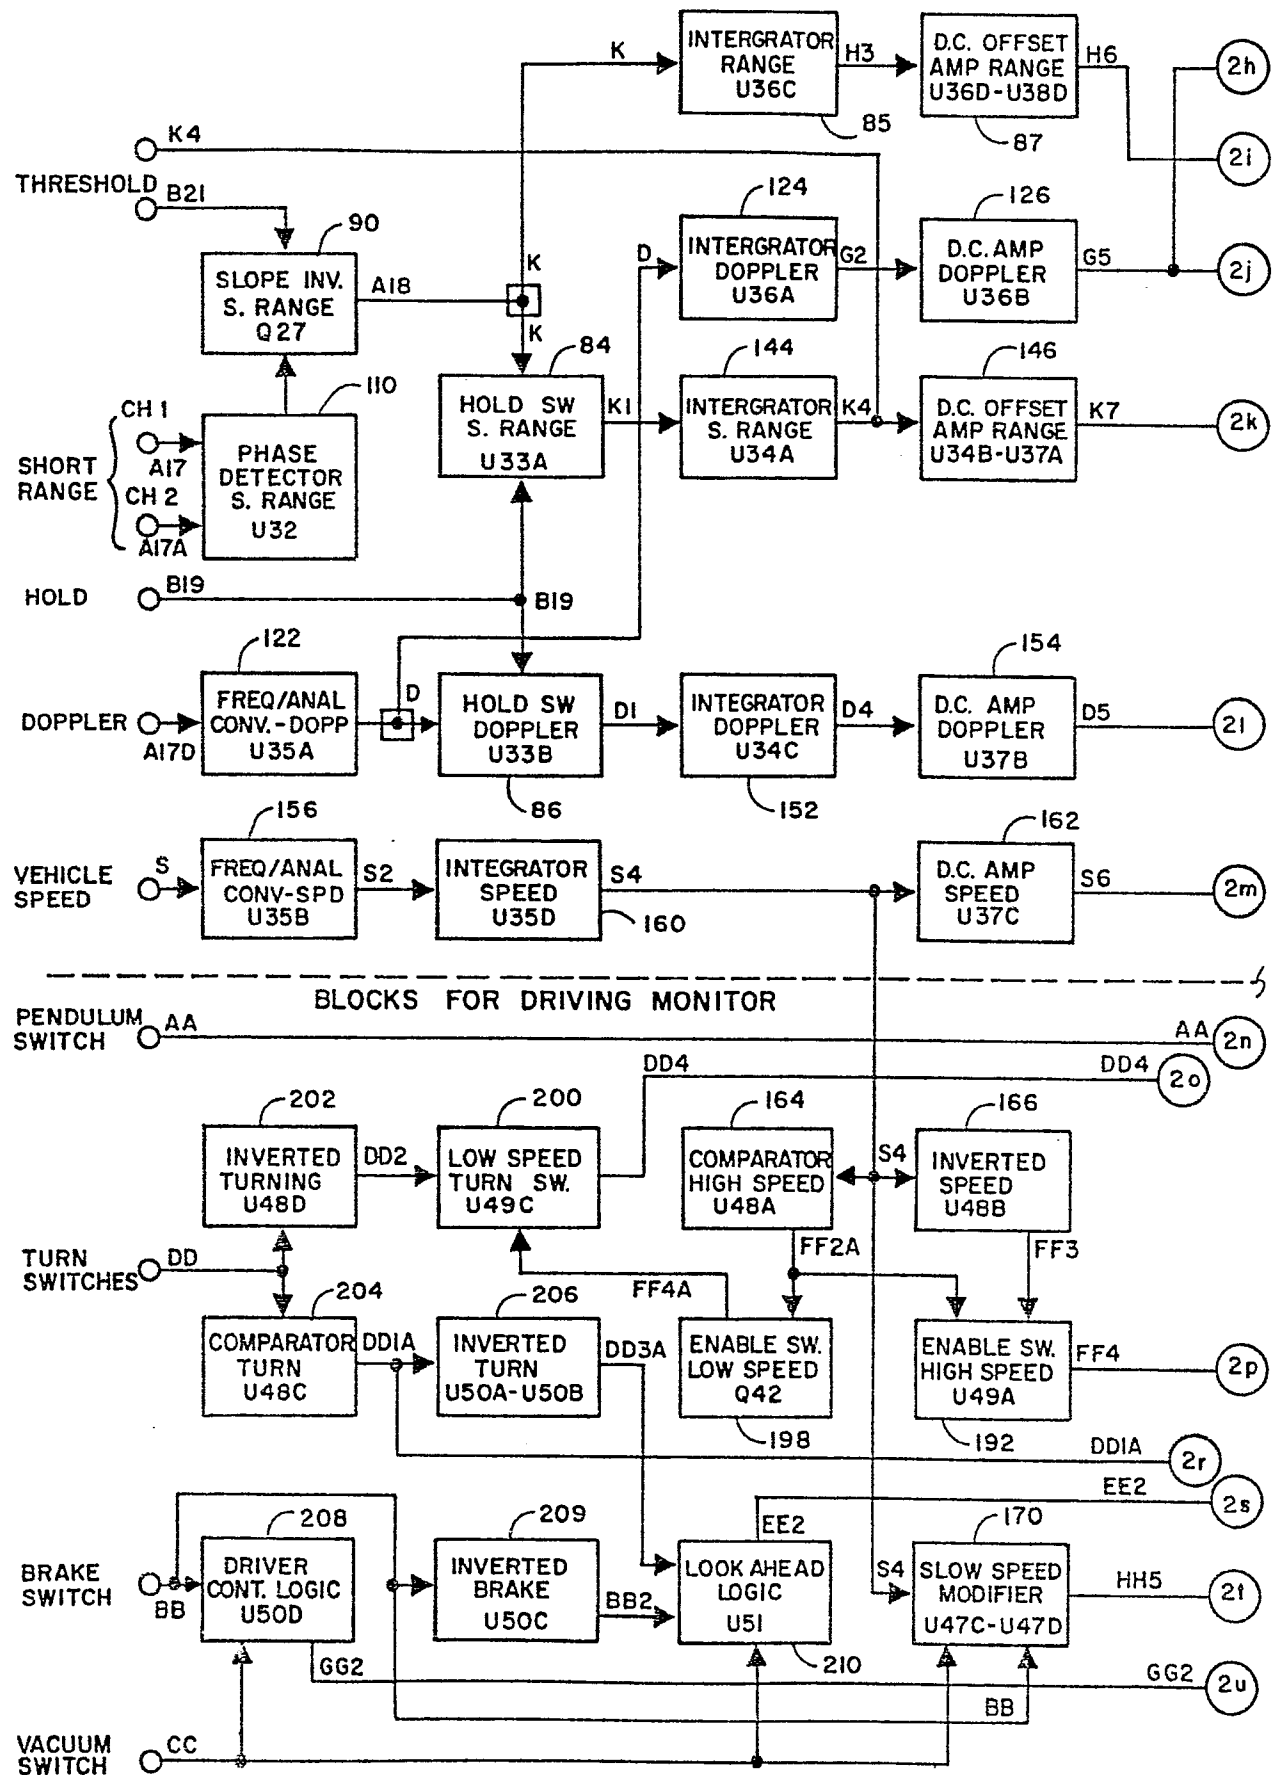 K
INTERGRATOR
RANGE
U36C
85
H3
D.C. OFFSET
AMP RANGE
U36D-U38D
87
H6
2h
2i
K4
THRESHOLD
B21
90
SLOPE INV.
S. RANGE
Q27
A18
K
K
D
124
INTERGRATOR
DOPPLER
U36A
G2
126
D.C. AMP
DOPPLER
U36B
G5
2j
110
CH 1
A17
SHORT
RANGE
CH 2
A17A
PHASE
DETECTOR
S. RANGE
U32
84
HOLD SW
S. RANGE
U33A
K1
144
INTERGRATOR
S. RANGE
U34A
K4
146
D.C. OFFSET
AMP RANGE
U34B-U37A
K7
2k
HOLD
B19
B19
122
DOPPLER
A17D
FREQ/ANAL
CONV.-DOPP
U35A
D
HOLD SW
DOPPLER
U33B
86
D1
INTEGRATOR
DOPPLER
U34C
152
D4
154
D.C. AMP
DOPPLER
U37B
D5
2l
156
VEHICLE
SPEED
S
FREQ/ANAL
CONV-SPD
U35B
S2
INTEGRATOR
SPEED
U35D
160
S4
162
D.C. AMP
SPEED
U37C
S6
2m
BLOCKS FOR DRIVING MONITOR
PENDULUM
SWITCH
AA
AA
2n
DD4
DD4
2o
202
INVERTED
TURNING
U48D
DD2
200
LOW SPEED
TURN SW.
U49C
164
COMPARATOR
HIGH SPEED
U48A
S4
166
INVERTED
SPEED
U48B
FF2A
FF3
TURN
SWITCHES
DD
FF4A
204
COMPARATOR
TURN
U48C
DD1A
206
INVERTED
TURN
U50A-U50B
DD3A
ENABLE SW.
LOW SPEED
Q42
198
ENABLE SW.
HIGH SPEED
U49A
192
FF4
2p
DD1A
2r
EE2
2s
BRAKE
SWITCH
BB
208
DRIVER
CONT. LOGIC
U50D
209
INVERTED
BRAKE
U50C
BB2
EE2
LOOK AHEAD
LOGIC
U51
210
S4
170
SLOW SPEED
MODIFIER
U47C-U47D
HH5
2t
GG2
GG2
2u
BB
VACUUM
SWITCH
CC